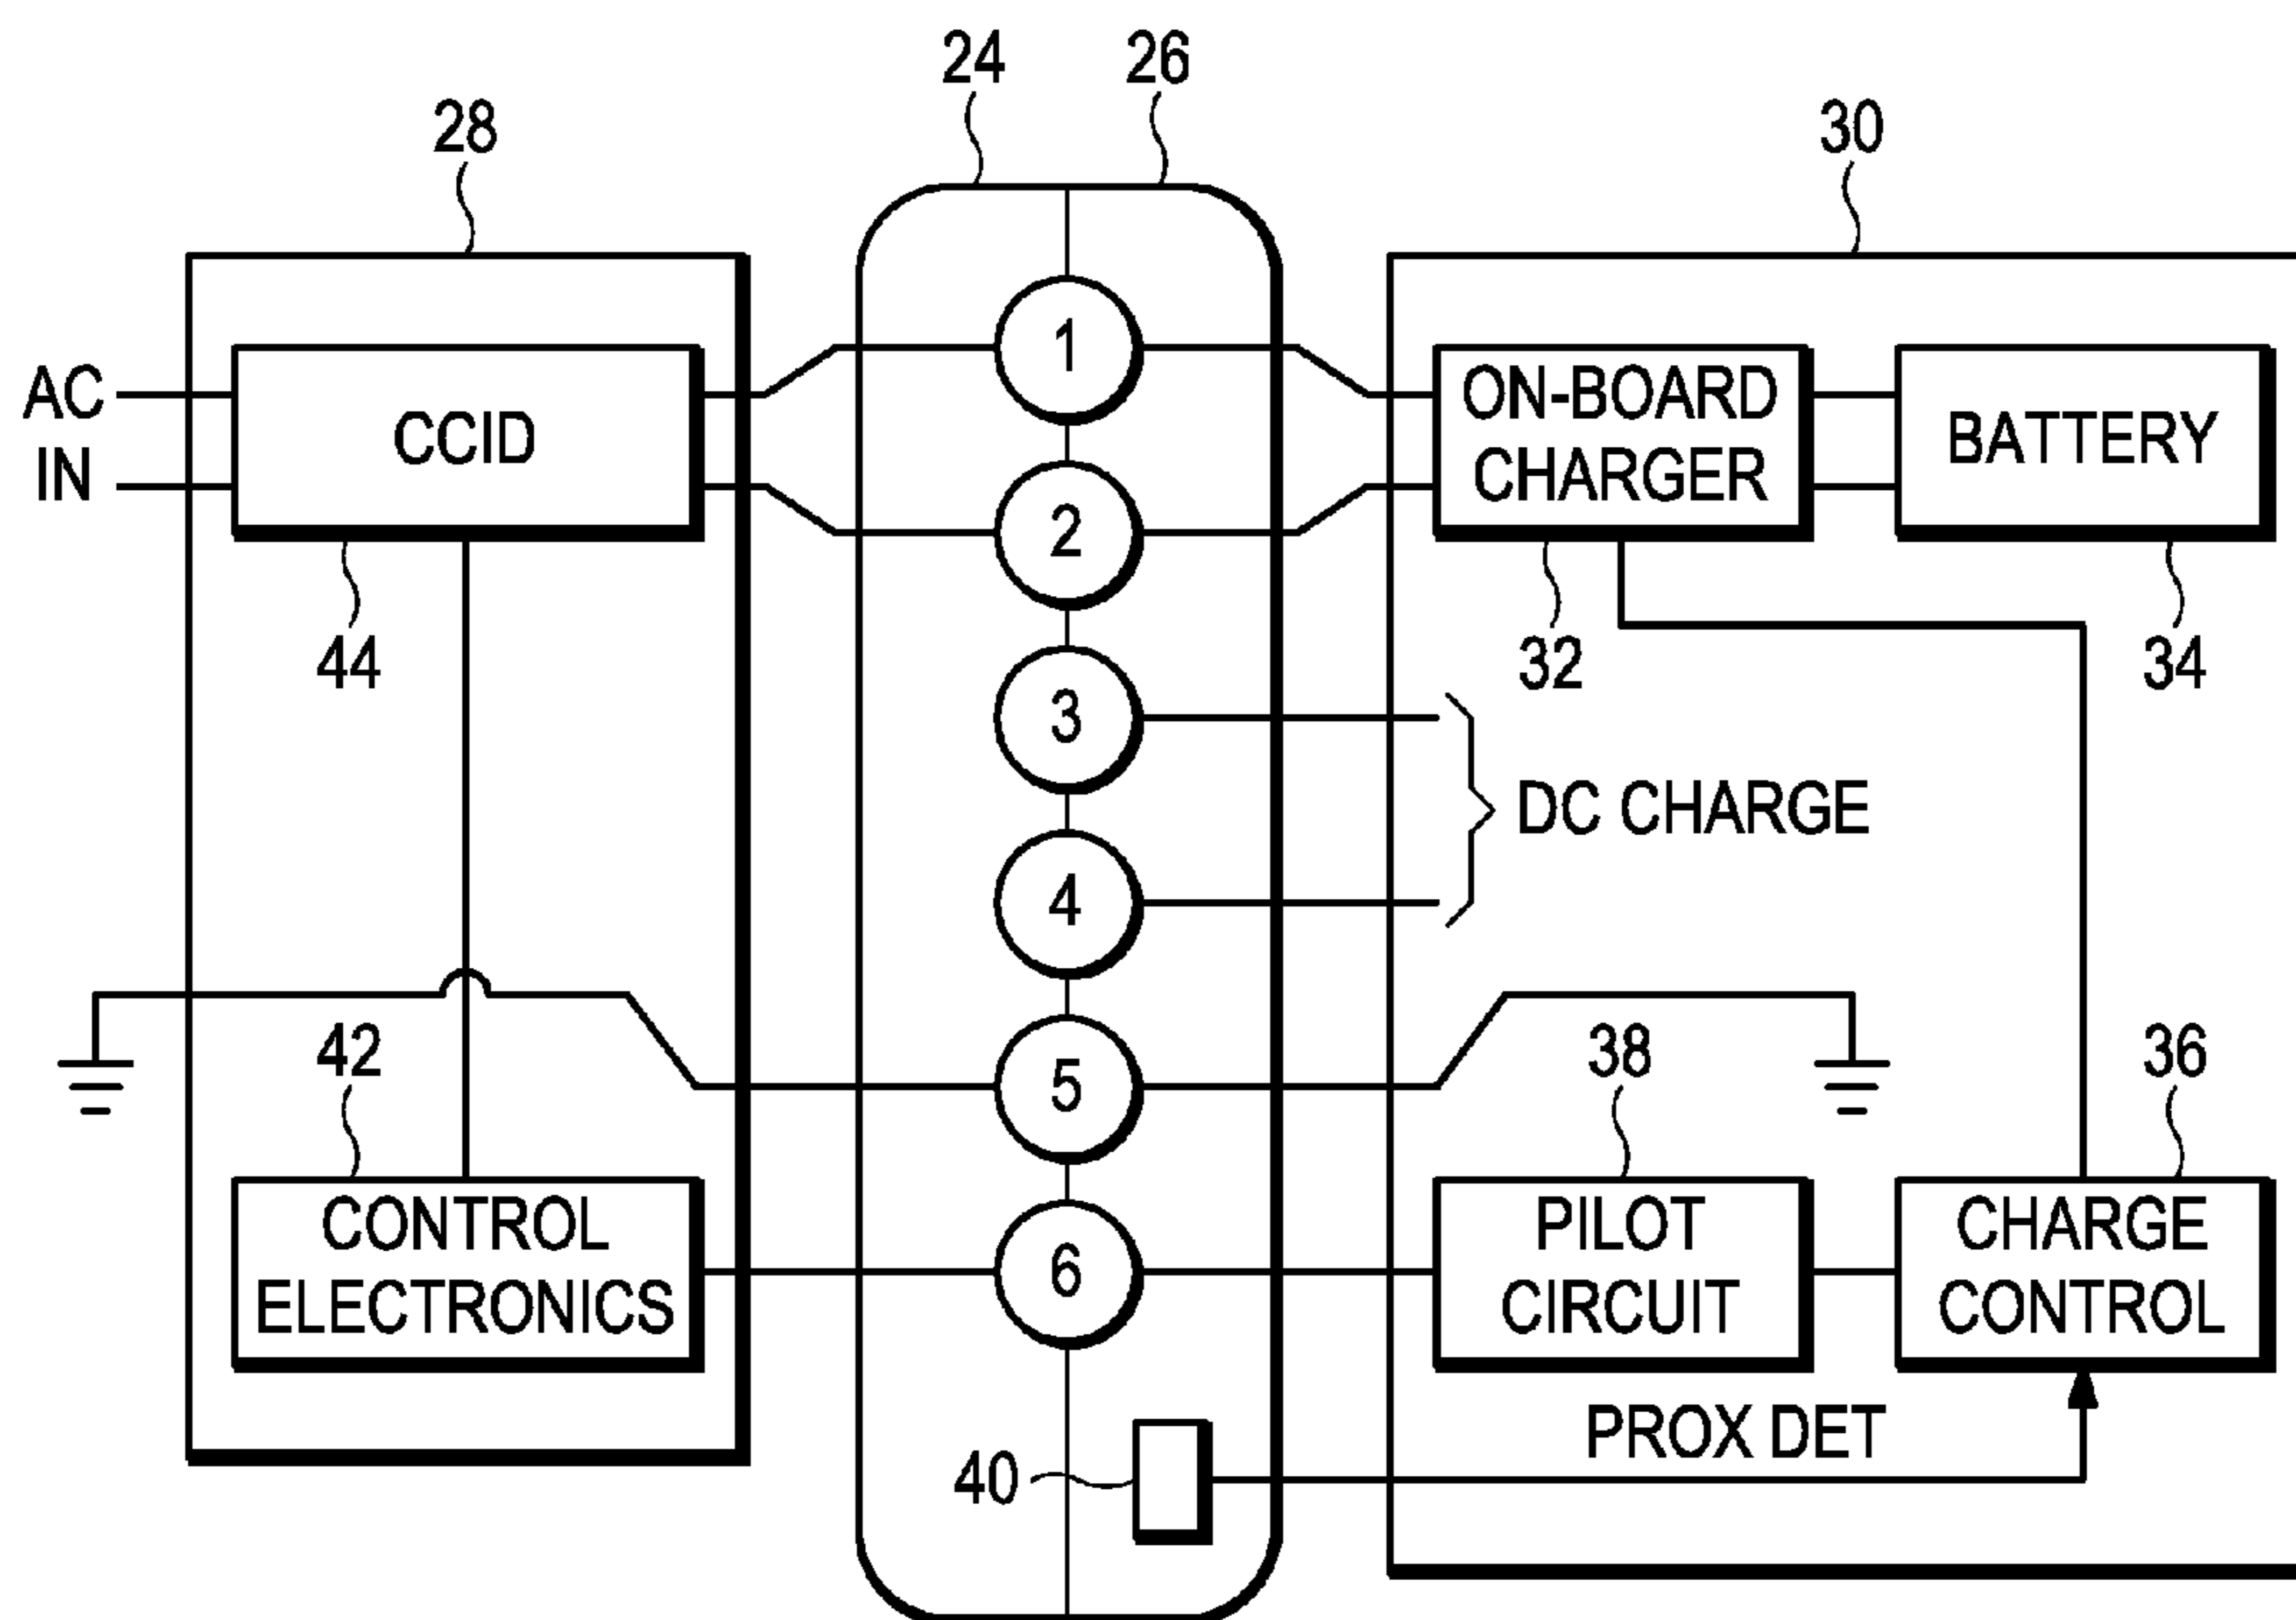 24
26
28
30
AC
IN
CCID
44
1
2
3
4
5
6
ON-BOARD
CHARGER
32
BATTERY
34
DC CHARGE
42
CONTROL
ELECTRONICS
38
PILOT
CIRCUIT
36
CHARGE
CONTROL
PROX DET
40